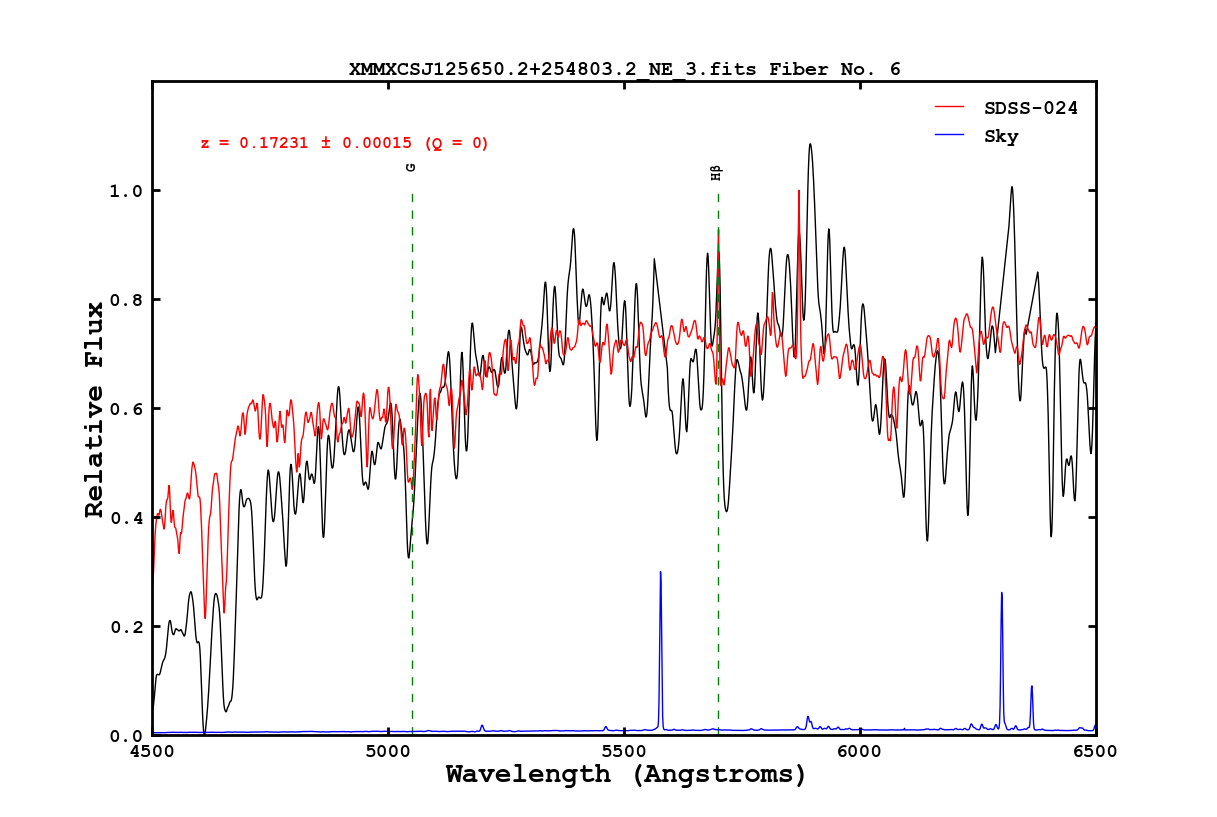 XMMXCSJ125650.2+254803.2_NE_3.fits Fiber No. 6
SDSS-024
Sky
z = 0.17231 ± 0.00015 (Q = 0)
G
Hβ
1.0
0.8
0.6
0.4
0.2
0.0
Relative Flux
4500 5000 5500 6000 6500
Wavelength (Angstroms)